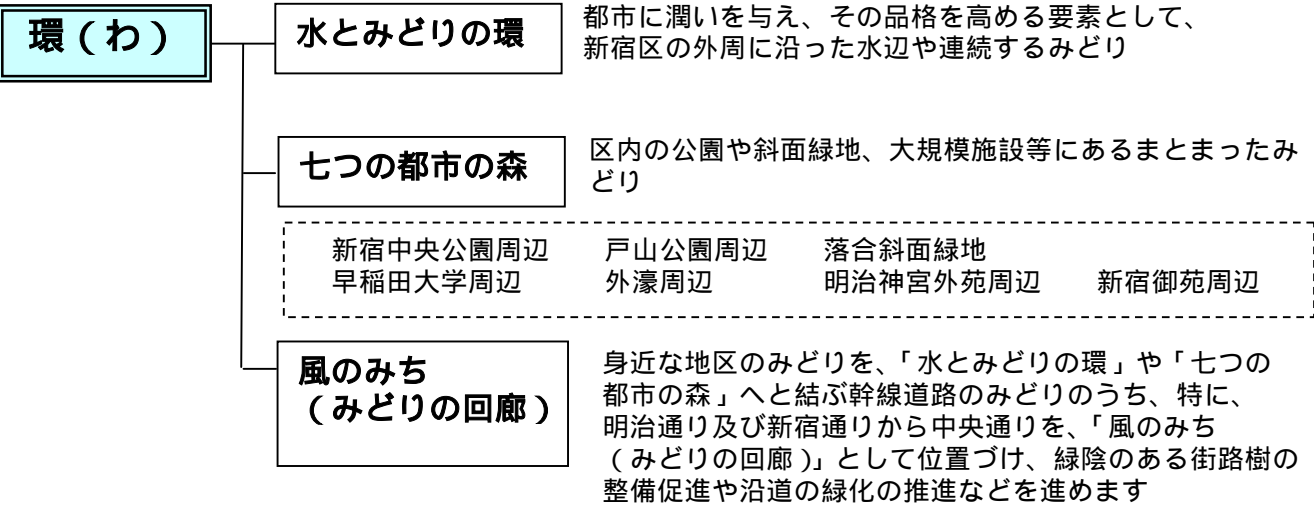 環(わ)
水とみどりの環
都市に潤いを与え、その品格を高める要素として、
新宿区の外周に沿った水辺や連続するみどり
七つの都市の森
区内の公園や斜面緑地、大規模施設等にあるまとまったみ
どり
新宿中央公園周辺 戸山公園周辺 落合斜面緑地
早稲田大学周辺 外濠周辺 明治神宮外苑周辺 新宿御苑周辺
風のみち
(みどりの回廊)
身近な地区のみどりを、「水とみどりの環」や「七つの
都市の森」へと結ぶ幹線道路のみどりのうち、特に、
明治通り及び新宿通りから中央通りを、「風のみち
(みどりの回廊)」として位置づけ、緑陰のある街路樹の
整備促進や沿道の緑化の推進などを進めます